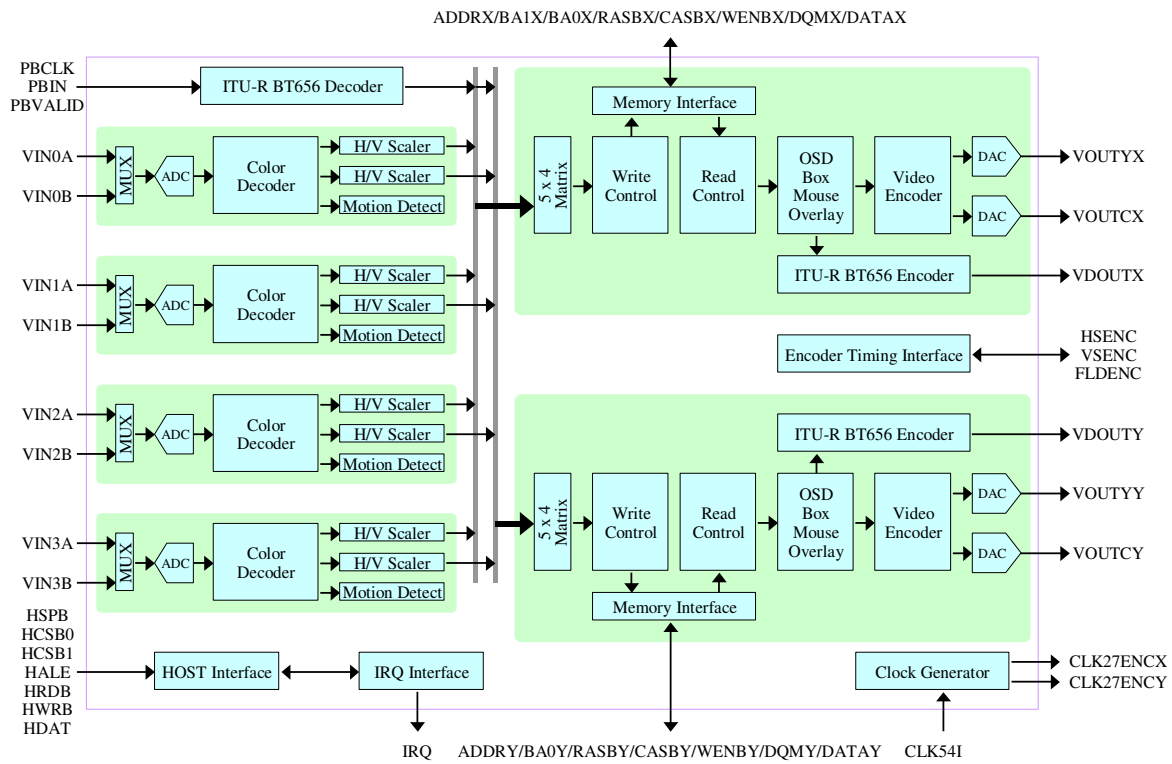 ADDRX/BA1X/BA0X/RASBX/CASBX/WENBX/DQMX/DATAX
PBCLK
PBIN
PBVALID
ITU-R BT656 Decoder
VIN0A
VIN0B
MUX
ADC
Color
Decoder
H/V Scaler
H/V Scaler
Motion Detect
VIN1A
VIN1B
MUX
ADC
Color
Decoder
H/V Scaler
H/V Scaler
Motion Detect
VIN2A
VIN2B
MUX
ADC
Color
Decoder
H/V Scaler
H/V Scaler
Motion Detect
VIN3A
VIN3B
MUX
ADC
Color
Decoder
H/V Scaler
H/V Scaler
Motion Detect
HSPB
HCSB0
HCSB1
HALE
HRDB
HWRB
HDAT
HOST Interface
IRQ Interface
IRQ
Memory Interface
5 x 4
Matrix
Write
Control
Read
Control
OSD
Box
Mouse
Overlay
Video
Encoder
DAC
DAC
VOUTYX
VOUTCX
ITU-R BT656 Encoder
VDOUTX
Encoder Timing Interface
HSENC
VSENC
FLDENC
ITU-R BT656 Encoder
VDOUTY
5 x 4
Matrix
Write
Control
Read
Control
OSD
Box
Mouse
Overlay
Video
Encoder
DAC
DAC
VOUTYY
VOUTCY
Memory Interface
Clock Generator
CLK27ENCX
CLK27ENCY
ADDRY/BA0Y/RASBY/CASBY/WENBY/DQMY/DATAY
CLK54I